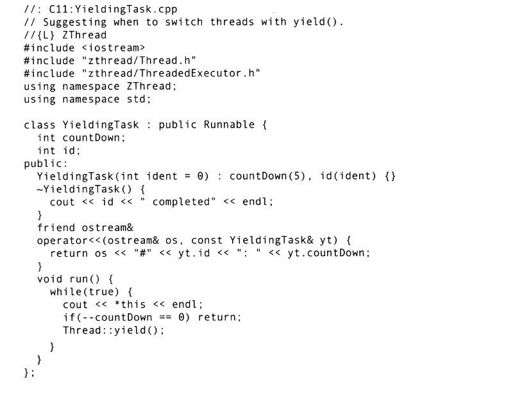 //: C11:YieldingTask.cpp
// Suggesting when to switch threads with yield().
//{L} ZThread
#include <iostream>
#include "zthread/Thread.h"
#include "zthread/ThreadedExecutor.h"
using namespace ZThread;
using namespace std;

class YieldingTask : public Runnable {
  int countDown;
  int id;
public:
  YieldingTask(int ident = 0) : countDown(5), id(ident) {}
  ~YieldingTask() {
    cout << id << " completed" << endl;
  }
  friend ostream&
  operator<<(ostream& os, const YieldingTask& yt) {
    return os << "#" << yt.id << ": " << yt.countDown;
  }
  void run() {
    while(true) {
      cout << *this << endl;
      if(--countDown == 0) return;
      Thread::yield();
    }
  }
};